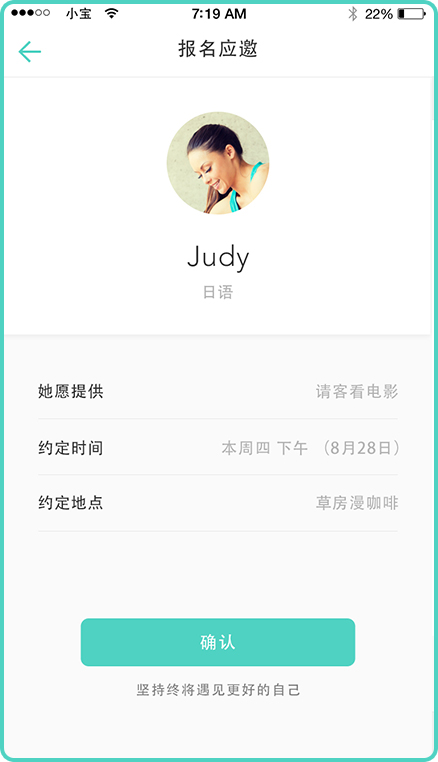 小宝 7:19 AM 22%
报名应邀
Judy
日语
她愿提供 请客看电影
约定时间 本周四 下午 （8月28日）
约定地点 草房漫咖啡
确认
坚持终将遇见更好的自己